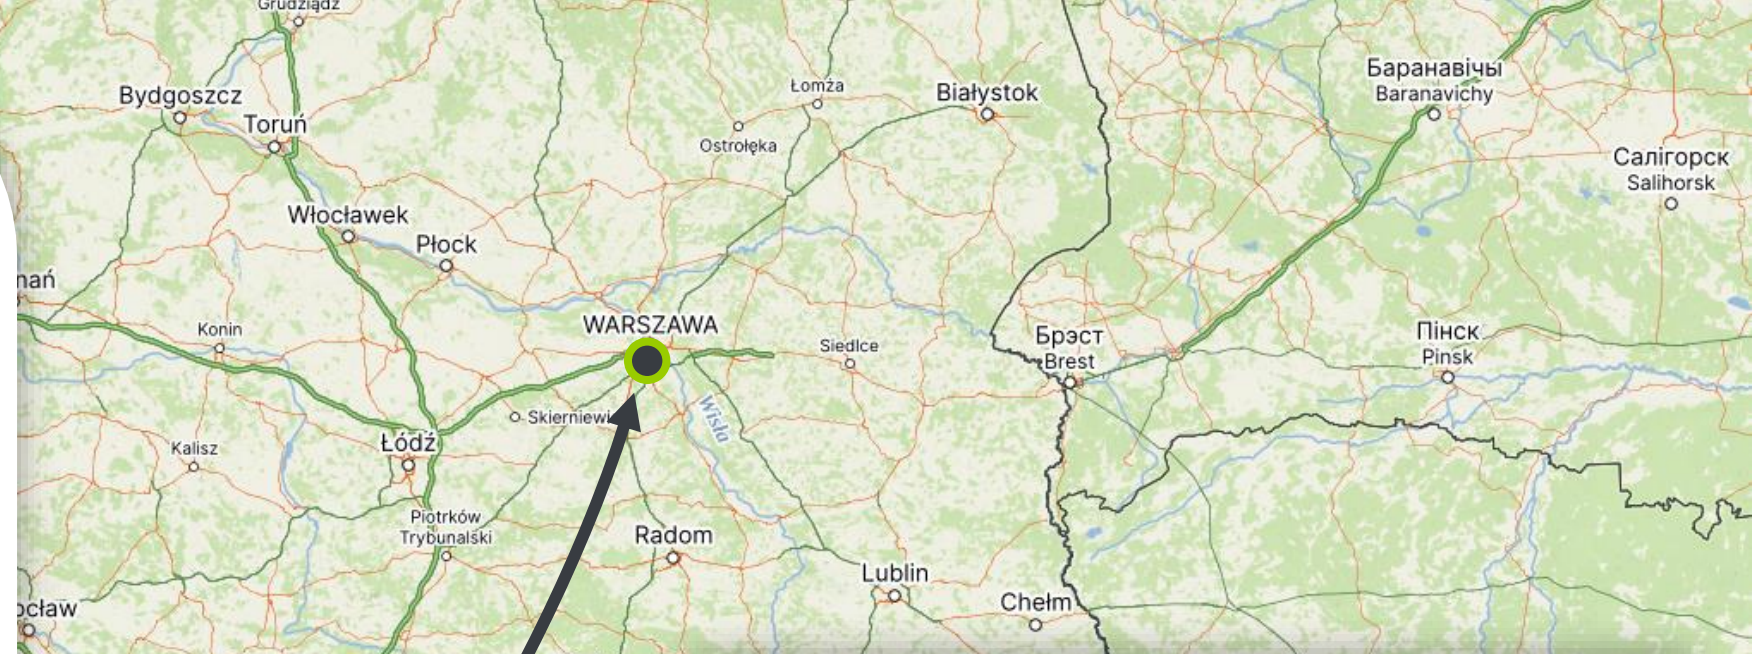 Grudziądz
Bydgoszcz
Toruń
Łomża
Białystok
Ostrołęka
Баранавічы
Baranavichy
Салігорск
Salihorsk
Włocławek
Płock
nań
Konin
WARSZAWA
Siedlce
Брэст
Brest
Пінск
Pinsk
Skierniewi
Wisła
Łódź
Kalisz
Piotrków
Trybunalski
Radom
Lublin
Chełm
ocław